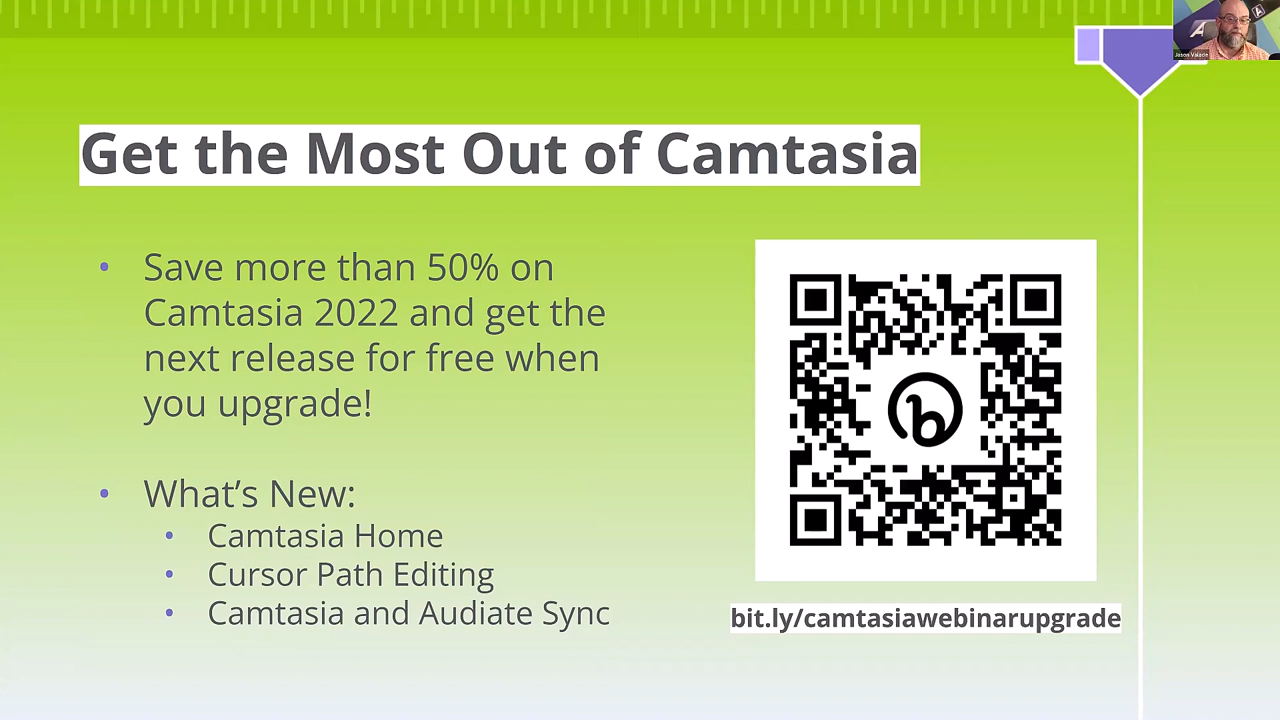 Get the Most Out of Camtasia
• Save more than 50% on
Camtasia 2022 and get the
next release for free when
you upgrade!
• What’s New:
• Camtasia Home
• Cursor Path Editing
• Camtasia and Audiate Sync
bit.ly/camtasiawebinarupgrade